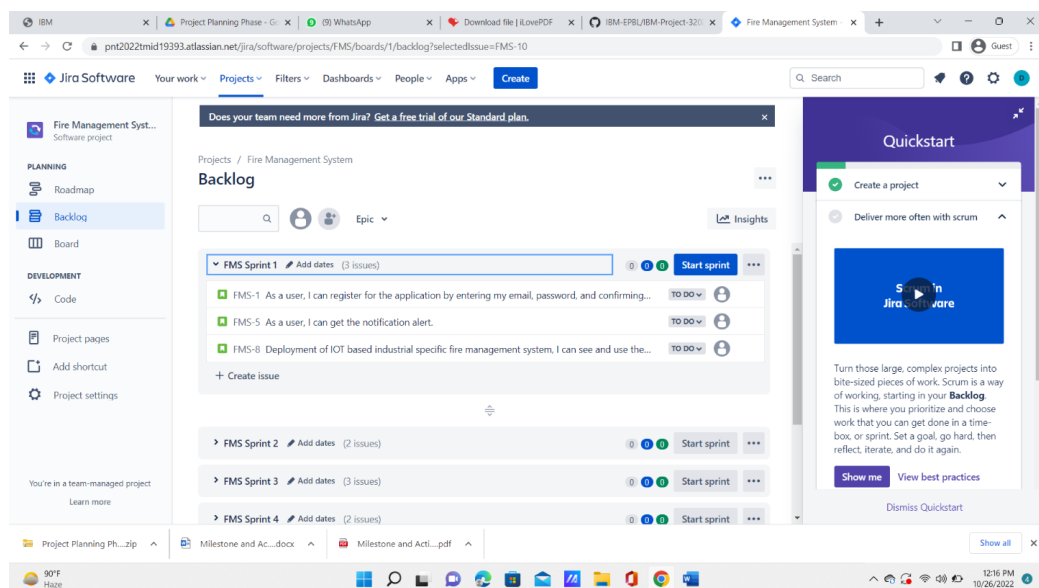 IBM
Project Planning Phase - Go
(9) WhatsApp
Download file | iLovePDF
IBM-EPBL/IBM-Project-320
Fire Management System -
pnt2022tmid19393.atlassian.net/jira/software/projects/FMS/boards/1/backlog?selectedIssue=FMS-10
Guest
Jira Software
Your work
Projects
Filters
Dashboards
People
Apps
Create
Search
D
Fire Management Syst...
Software project
PLANNING
Roadmap
Backlog
Board
DEVELOPMENT
Code
Project pages
Add shortcut
Project settings
You're in a team-managed project
Learn more
Does your team need more from Jira? Get a free trial of our Standard plan.
Projects / Fire Management System
Backlog
Epic
Insights
FMS Sprint 1 Add dates (3 issues) 0 0 0 Start sprint
FMS-1 As a user, I can register for the application by entering my email, password, and confirming... TO DO
FMS-5 As a user, I can get the notification alert. TO DO
FMS-8 Deployment of IOT based industrial specific fire management system, I can see and use the... TO DO
+ Create issue
FMS Sprint 2 Add dates (2 issues) 0 0 0 Start sprint
FMS Sprint 3 Add dates (3 issues) 0 0 0 Start sprint
FMS Sprint 4 Add dates (2 issues) 0 0 0 Start sprint
Quickstart
Create a project
Deliver more often with scrum
Scrum in
Jira Software
Turn those large, complex projects into
bite-sized pieces of work. Scrum is a way
of working, starting in your Backlog.
This is where you prioritize and choose
work that you can get done in a time-
box, or sprint. Set a goal, go hard, then
reflect, iterate, and do it again.
Show me
View best practices
Dismiss Quickstart
Project Planning Ph....zip
Milestone and Ac....docx
Milestone and Acti....pdf
Show all
90°F
Haze
12:16 PM
10/26/2022
4